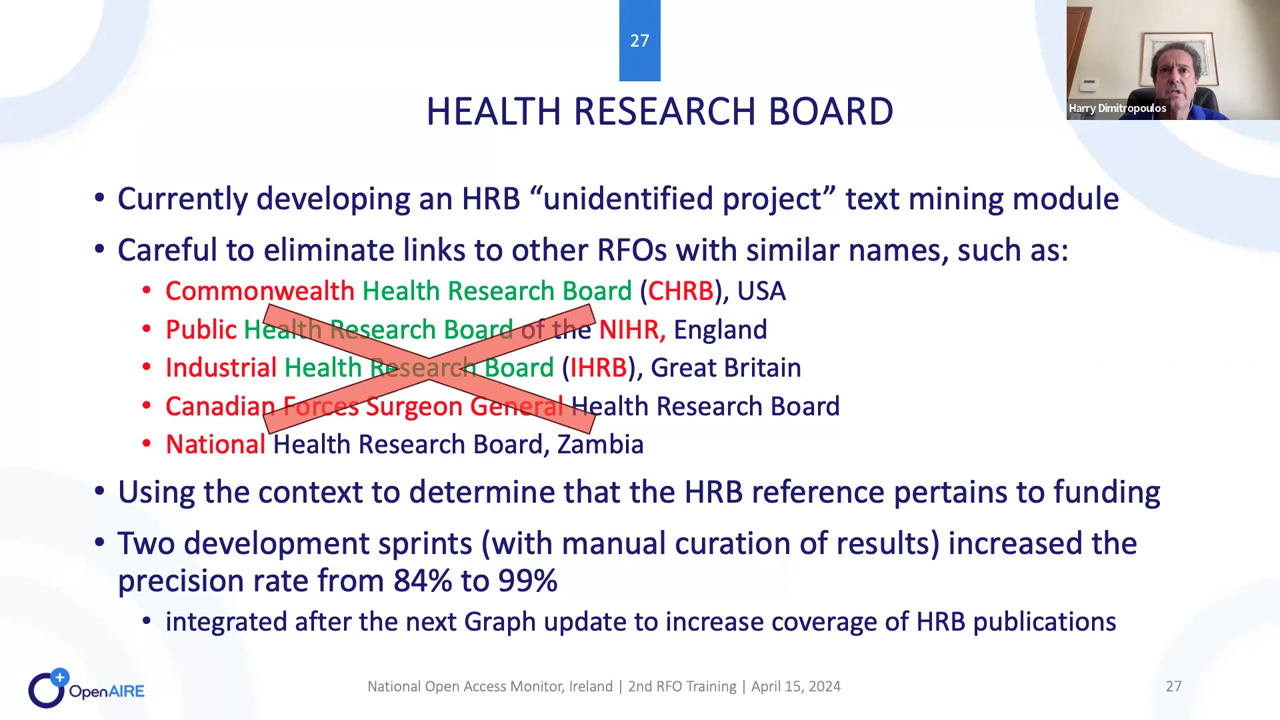 27
Harry Dimitropoulos
HEALTH RESEARCH BOARD
• Currently developing an HRB “unidentified project” text mining module
• Careful to eliminate links to other RFOs with similar names, such as:
• Commonwealth Health Research Board (CHRB), USA
• Public Health Research Board of the NIHR, England
• Industrial Health Research Board (IHRB), Great Britain
• Canadian Forces Surgeon General Health Research Board
• National Health Research Board, Zambia
• Using the context to determine that the HRB reference pertains to funding
• Two development sprints (with manual curation of results) increased the
precision rate from 84% to 99%
• integrated after the next Graph update to increase coverage of HRB publications
OpenAIRE
National Open Access Monitor, Ireland | 2nd RFO Training | April 15, 2024
27